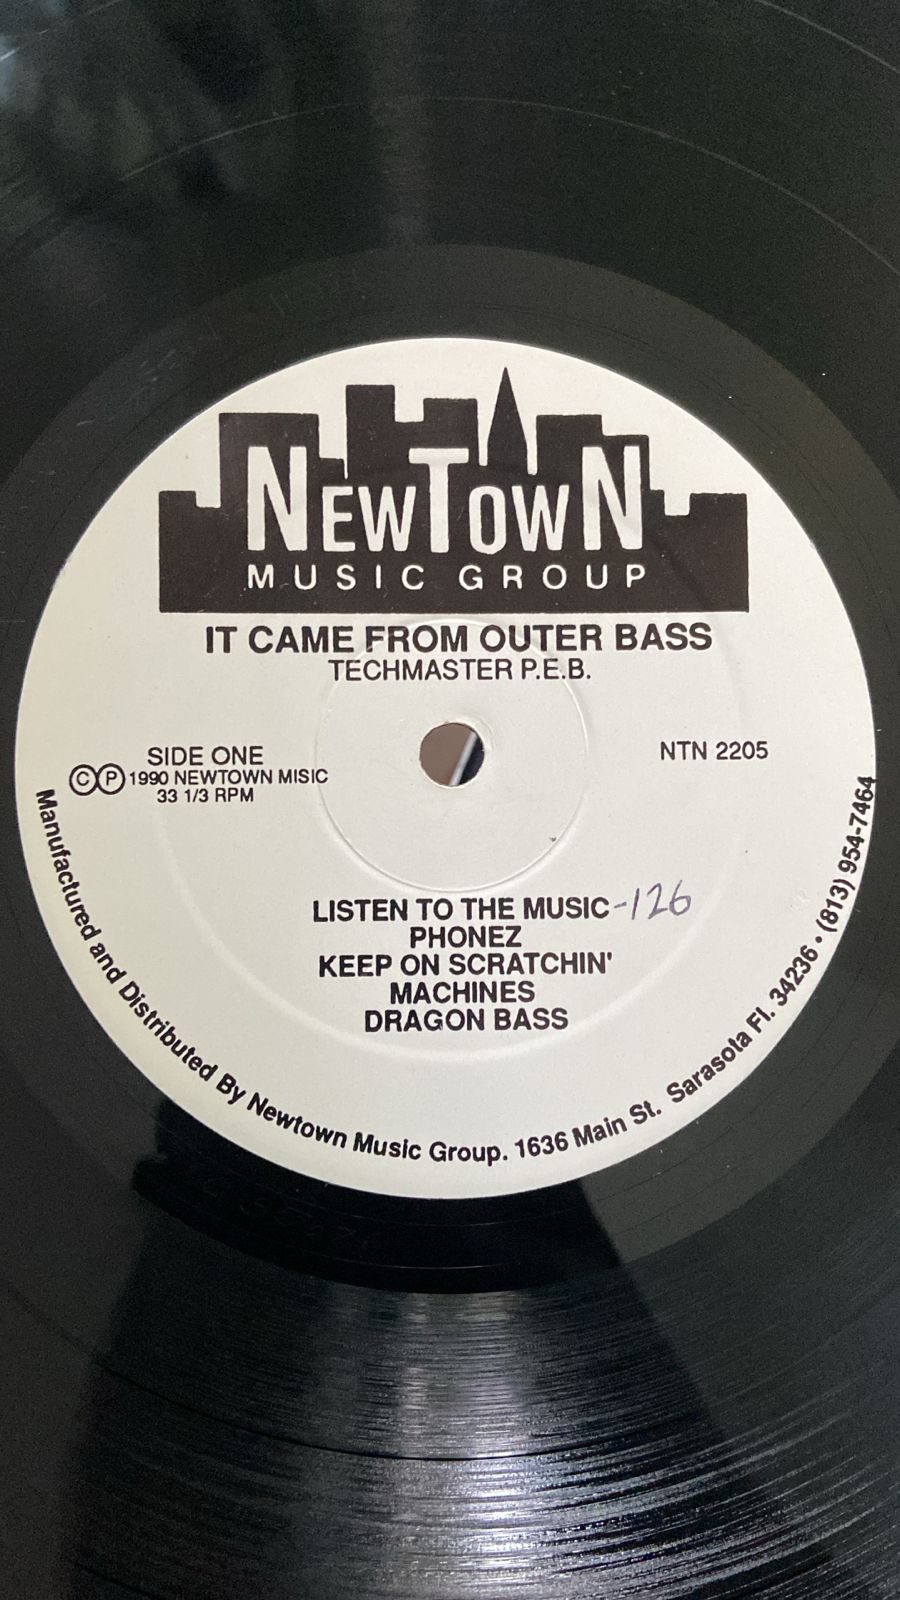 NEWTOWN
MUSIC GROUP
IT CAME FROM OUTER BASS
TECHMASTER P.E.B.
SIDE ONE
©℗1990 NEWTOWN MISIC
33 1/3 RPM
NTN 2205
LISTEN TO THE MUSIC-126
PHONEZ
KEEP ON SCRATCHIN'
MACHINES
DRAGON BASS
Manufactured and Distributed By Newtown Music Group. 1636 Main St. Sarasota Fl. 34236 • (813) 954-7464